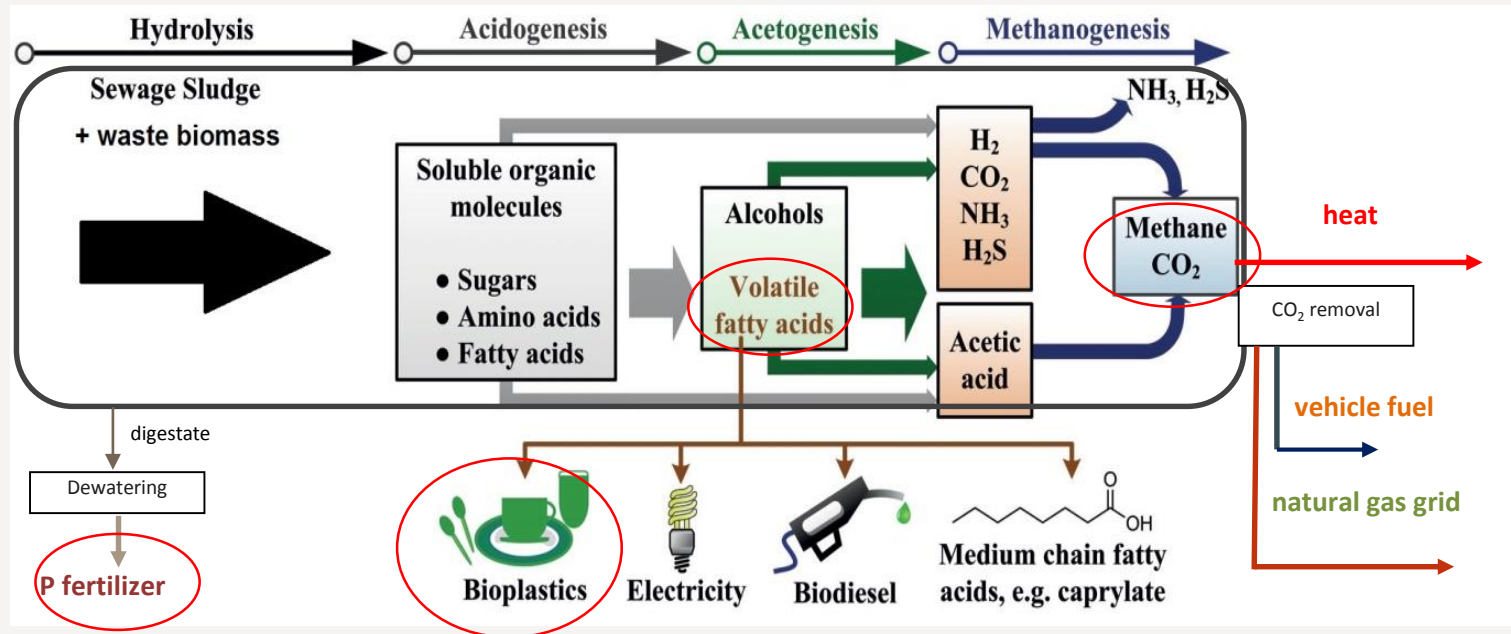 Hydrolysis
Acidogenesis
Acetogenesis
Methanogenesis
Sewage Sludge
+ waste biomass
Soluble organic
molecules
● Sugars
● Amino acids
● Fatty acids
Alcohols
Volatile
fatty acids
H₂
CO₂
NH₃
H₂S
Acetic
acid
NH₃, H₂S
Methane
CO₂
heat
CO₂ removal
vehicle fuel
natural gas grid
digestate
Dewatering
P fertilizer
Bioplastics
Electricity
Biodiesel
O
OH
Medium chain fatty
acids, e.g. caprylate